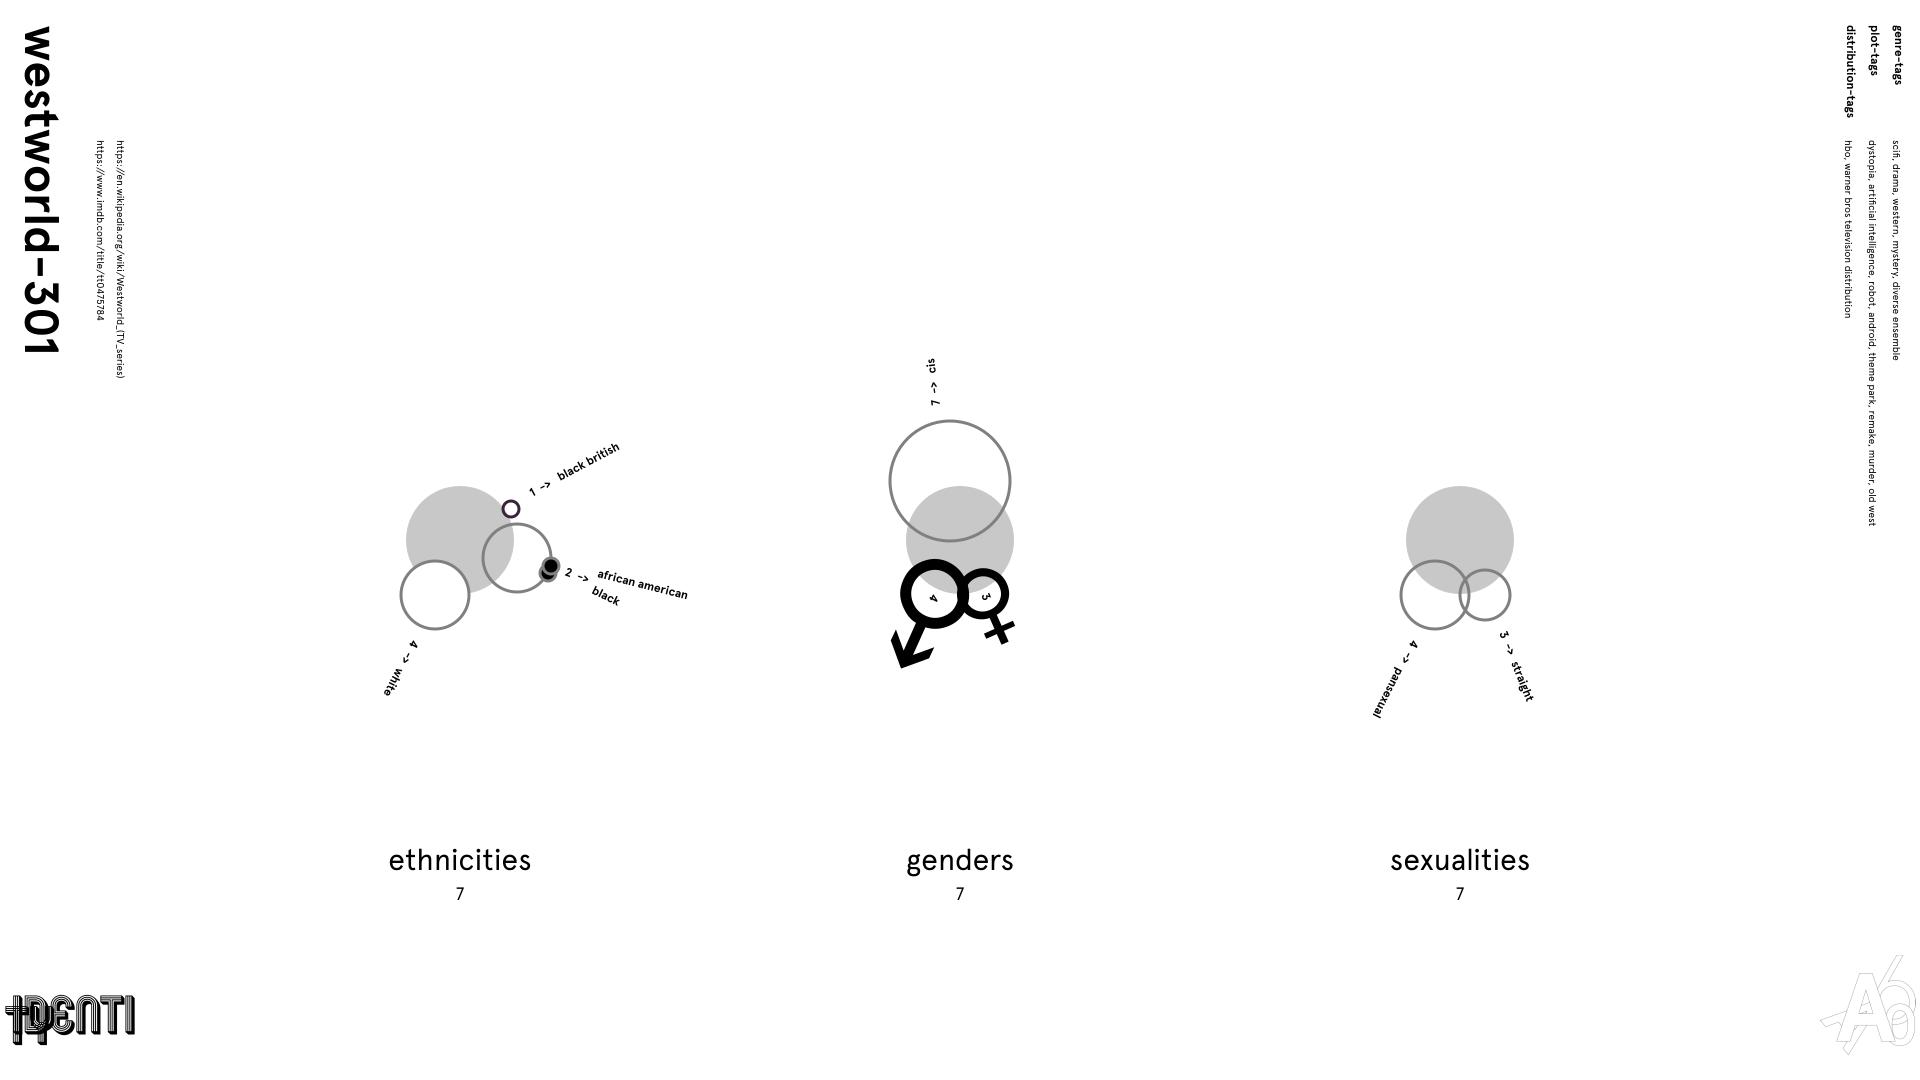 westworld-301
https://en.wikipedia.org/wiki/Westworld_(TV_series)
https://www.imdb.com/title/tt0475784
genre-tags
scifi, drama, western, mystery, diverse ensemble
plot-tags
dystopia, artificial intelligence, robot, android, theme park, remake, murder, old west
distribution-tags
hbo, warner bros television distribution
1 -> black british
2 -> african american
black
4 -> white
ethnicities
7
7 -> cis
4
3
genders
7
4 -> pansexual
3 -> straight
sexualities
7
IDENTI